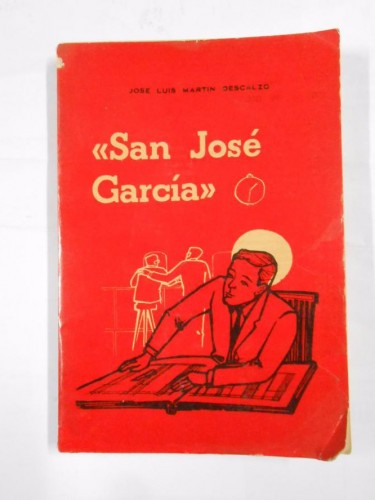 JOSE LUIS MARTIN DESCALZO
«San José
García»